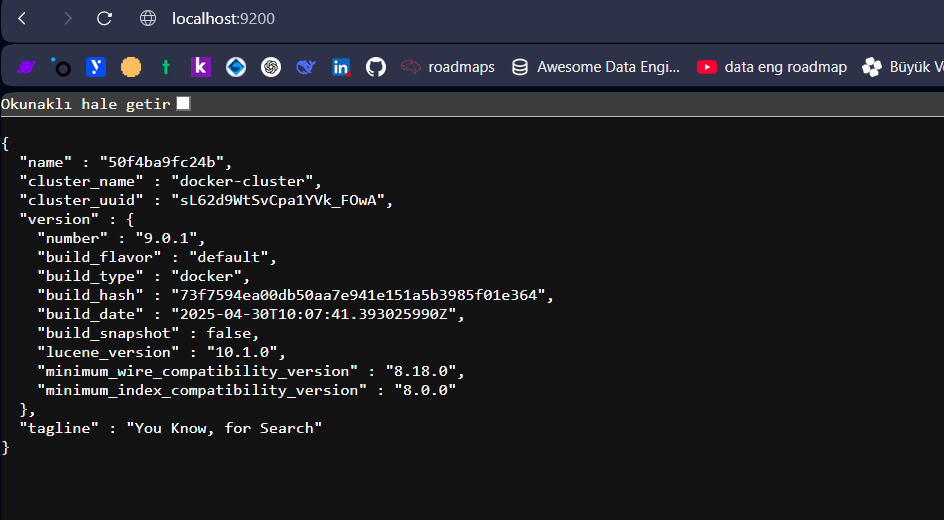 localhost:9200
roadmaps
Awesome Data Engi...
data eng roadmap
Büyük V
Okunaklı hale getir
{
  "name" : "50f4ba9fc24b",
  "cluster_name" : "docker-cluster",
  "cluster_uuid" : "sL62d9WtSvCpa1YVk_FOwA",
  "version" : {
    "number" : "9.0.1",
    "build_flavor" : "default",
    "build_type" : "docker",
    "build_hash" : "73f7594ea00db50aa7e941e151a5b3985f01e364",
    "build_date" : "2025-04-30T10:07:41.393025990Z",
    "build_snapshot" : false,
    "lucene_version" : "10.1.0",
    "minimum_wire_compatibility_version" : "8.18.0",
    "minimum_index_compatibility_version" : "8.0.0"
  },
  "tagline" : "You Know, for Search"
}